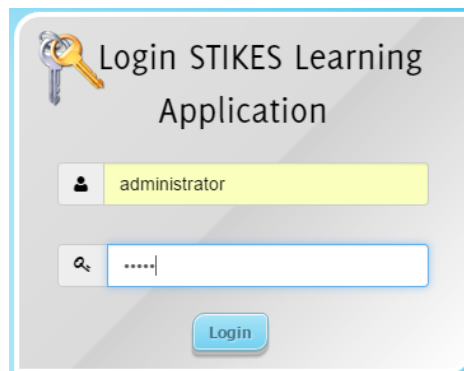 Login STIKES Learning
Application
administrator
•••••
Login